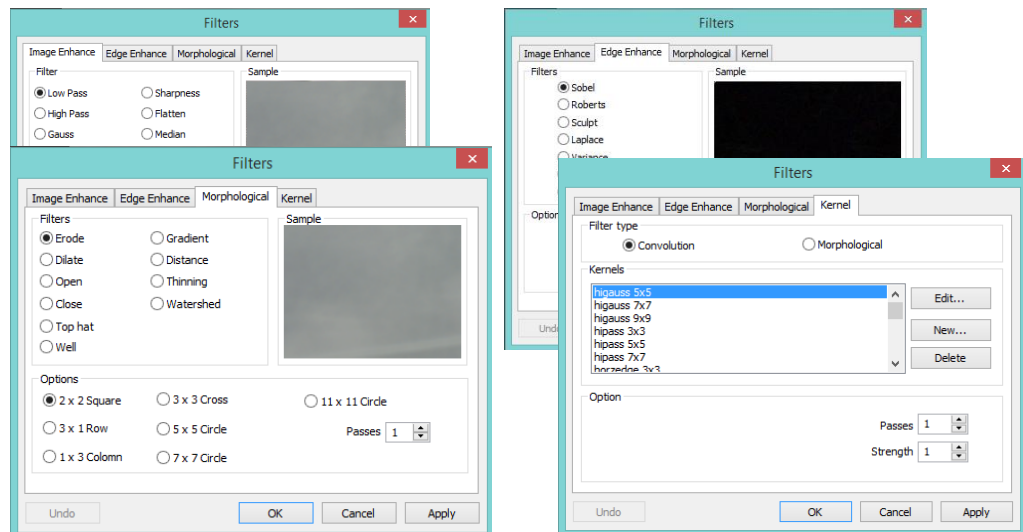 Filters
Image Enhance Edge Enhance Morphological Kernel
Filter Sample
Low Pass Sharpness
High Pass Flatten
Gauss Median
Filters
Image Enhance Edge Enhance Morphological Kernel
Filters Sample
Sobel
Roberts
Sculpt
Laplace
Variance
Option
Filters
Image Enhance Edge Enhance Morphological Kernel
Filters Sample
Erode Gradient
Dilate Distance
Open Thinning
Close Watershed
Top hat
Well
Options
2 x 2 Square 3 x 3 Cross 11 x 11 Circle
3 x 1 Row 5 x 5 Circle Passes 1
1 x 3 Colomn 7 x 7 Circle
Undo OK Cancel Apply
Filters
Image Enhance Edge Enhance Morphological Kernel
Filter type
Convolution Morphological
Kernels
higauss 5x5
higauss 7x7
higauss 9x9
hipass 3x3
hipass 5x5
hipass 7x7
horzedge 3x3
Edit...
New...
Delete
Option
Passes 1
Strength 1
Undo OK Cancel Apply